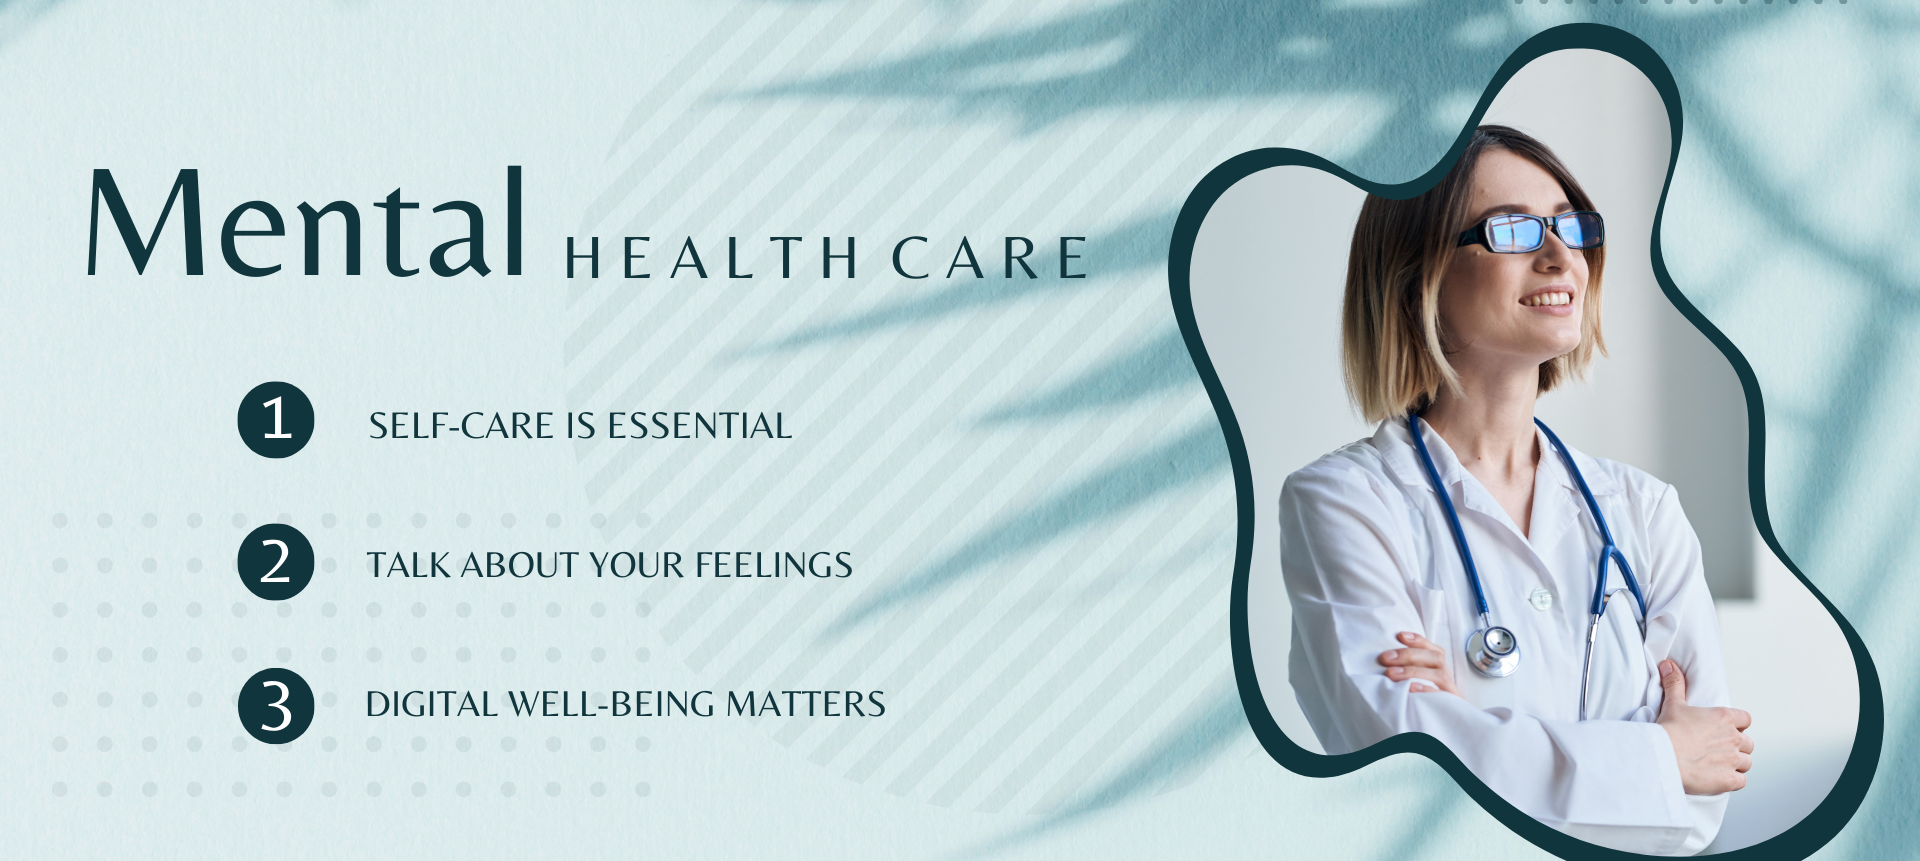 Mental HEALTH CARE
1 SELF-CARE IS ESSENTIAL
2 TALK ABOUT YOUR FEELINGS
3 DIGITAL WELL-BEING MATTERS